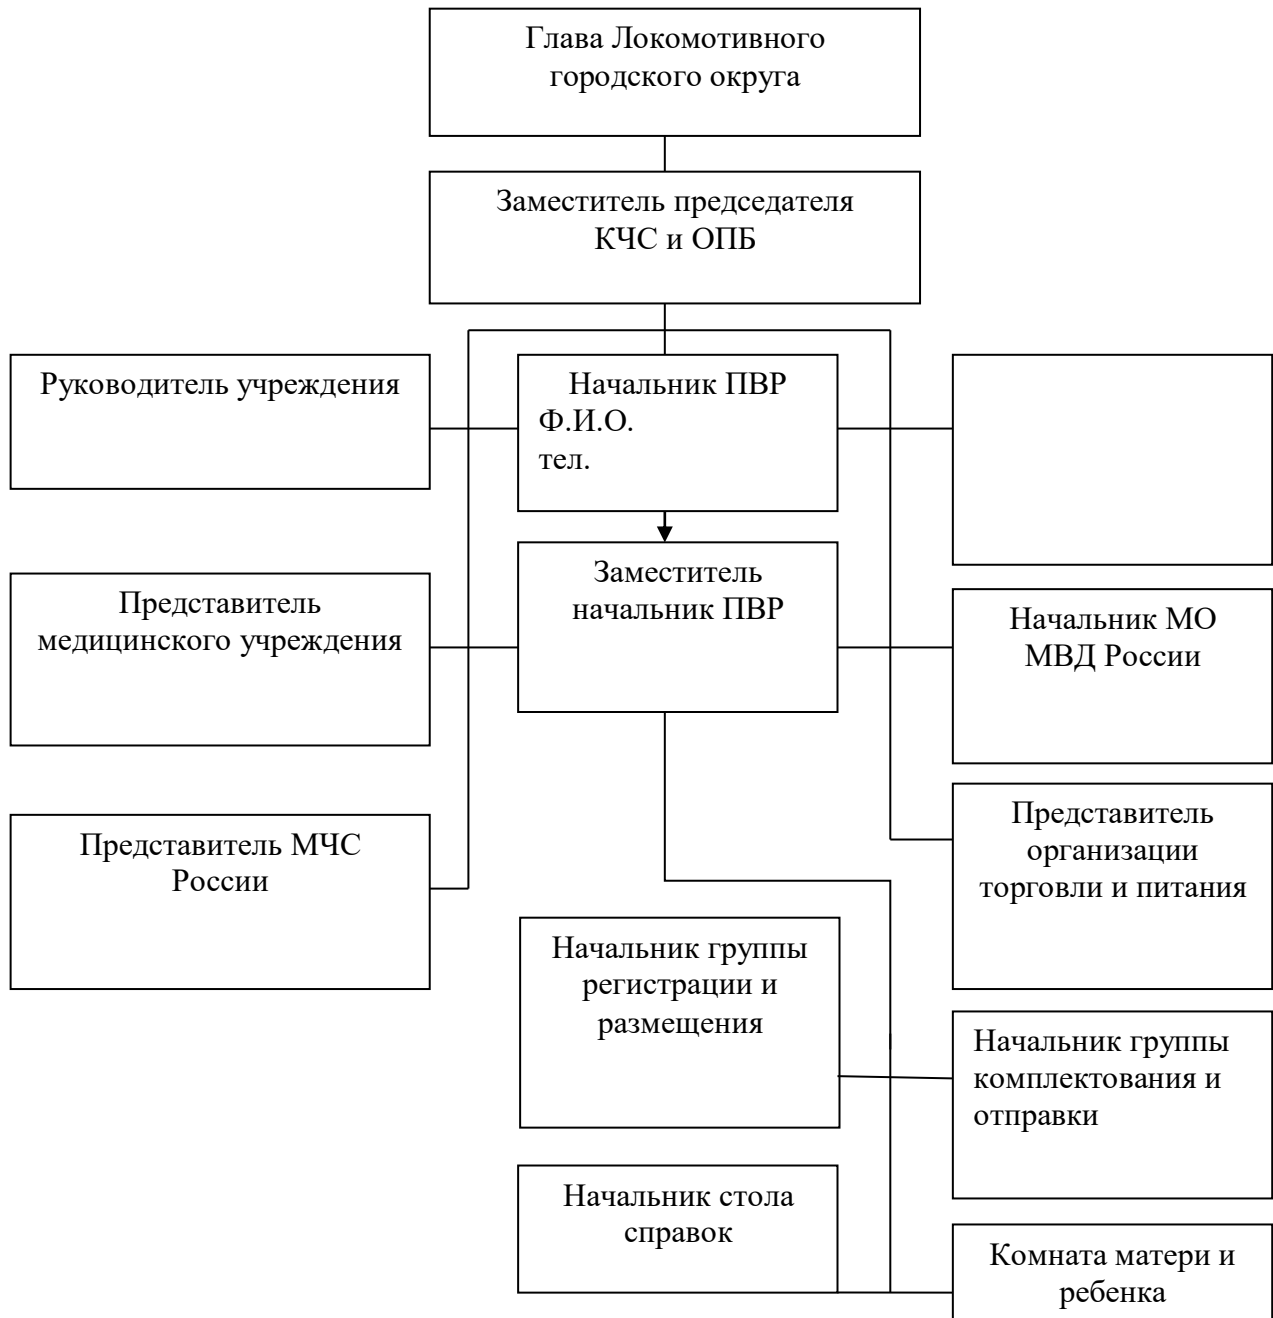 Глава Локомотивного
городского округа
Заместитель председателя
КЧС и ОПБ
Руководитель учреждения
Начальник ПВР
Ф.И.О.
тел.
Заместитель
начальник ПВР
Представитель
медицинского учреждения
Начальник МО
МВД России
Представитель МЧС
России
Представитель
организации
торговли и питания
Начальник группы
регистрации и
размещения
Начальник группы
комплектования и
отправки
Начальник стола
справок
Комната матери и
ребенка